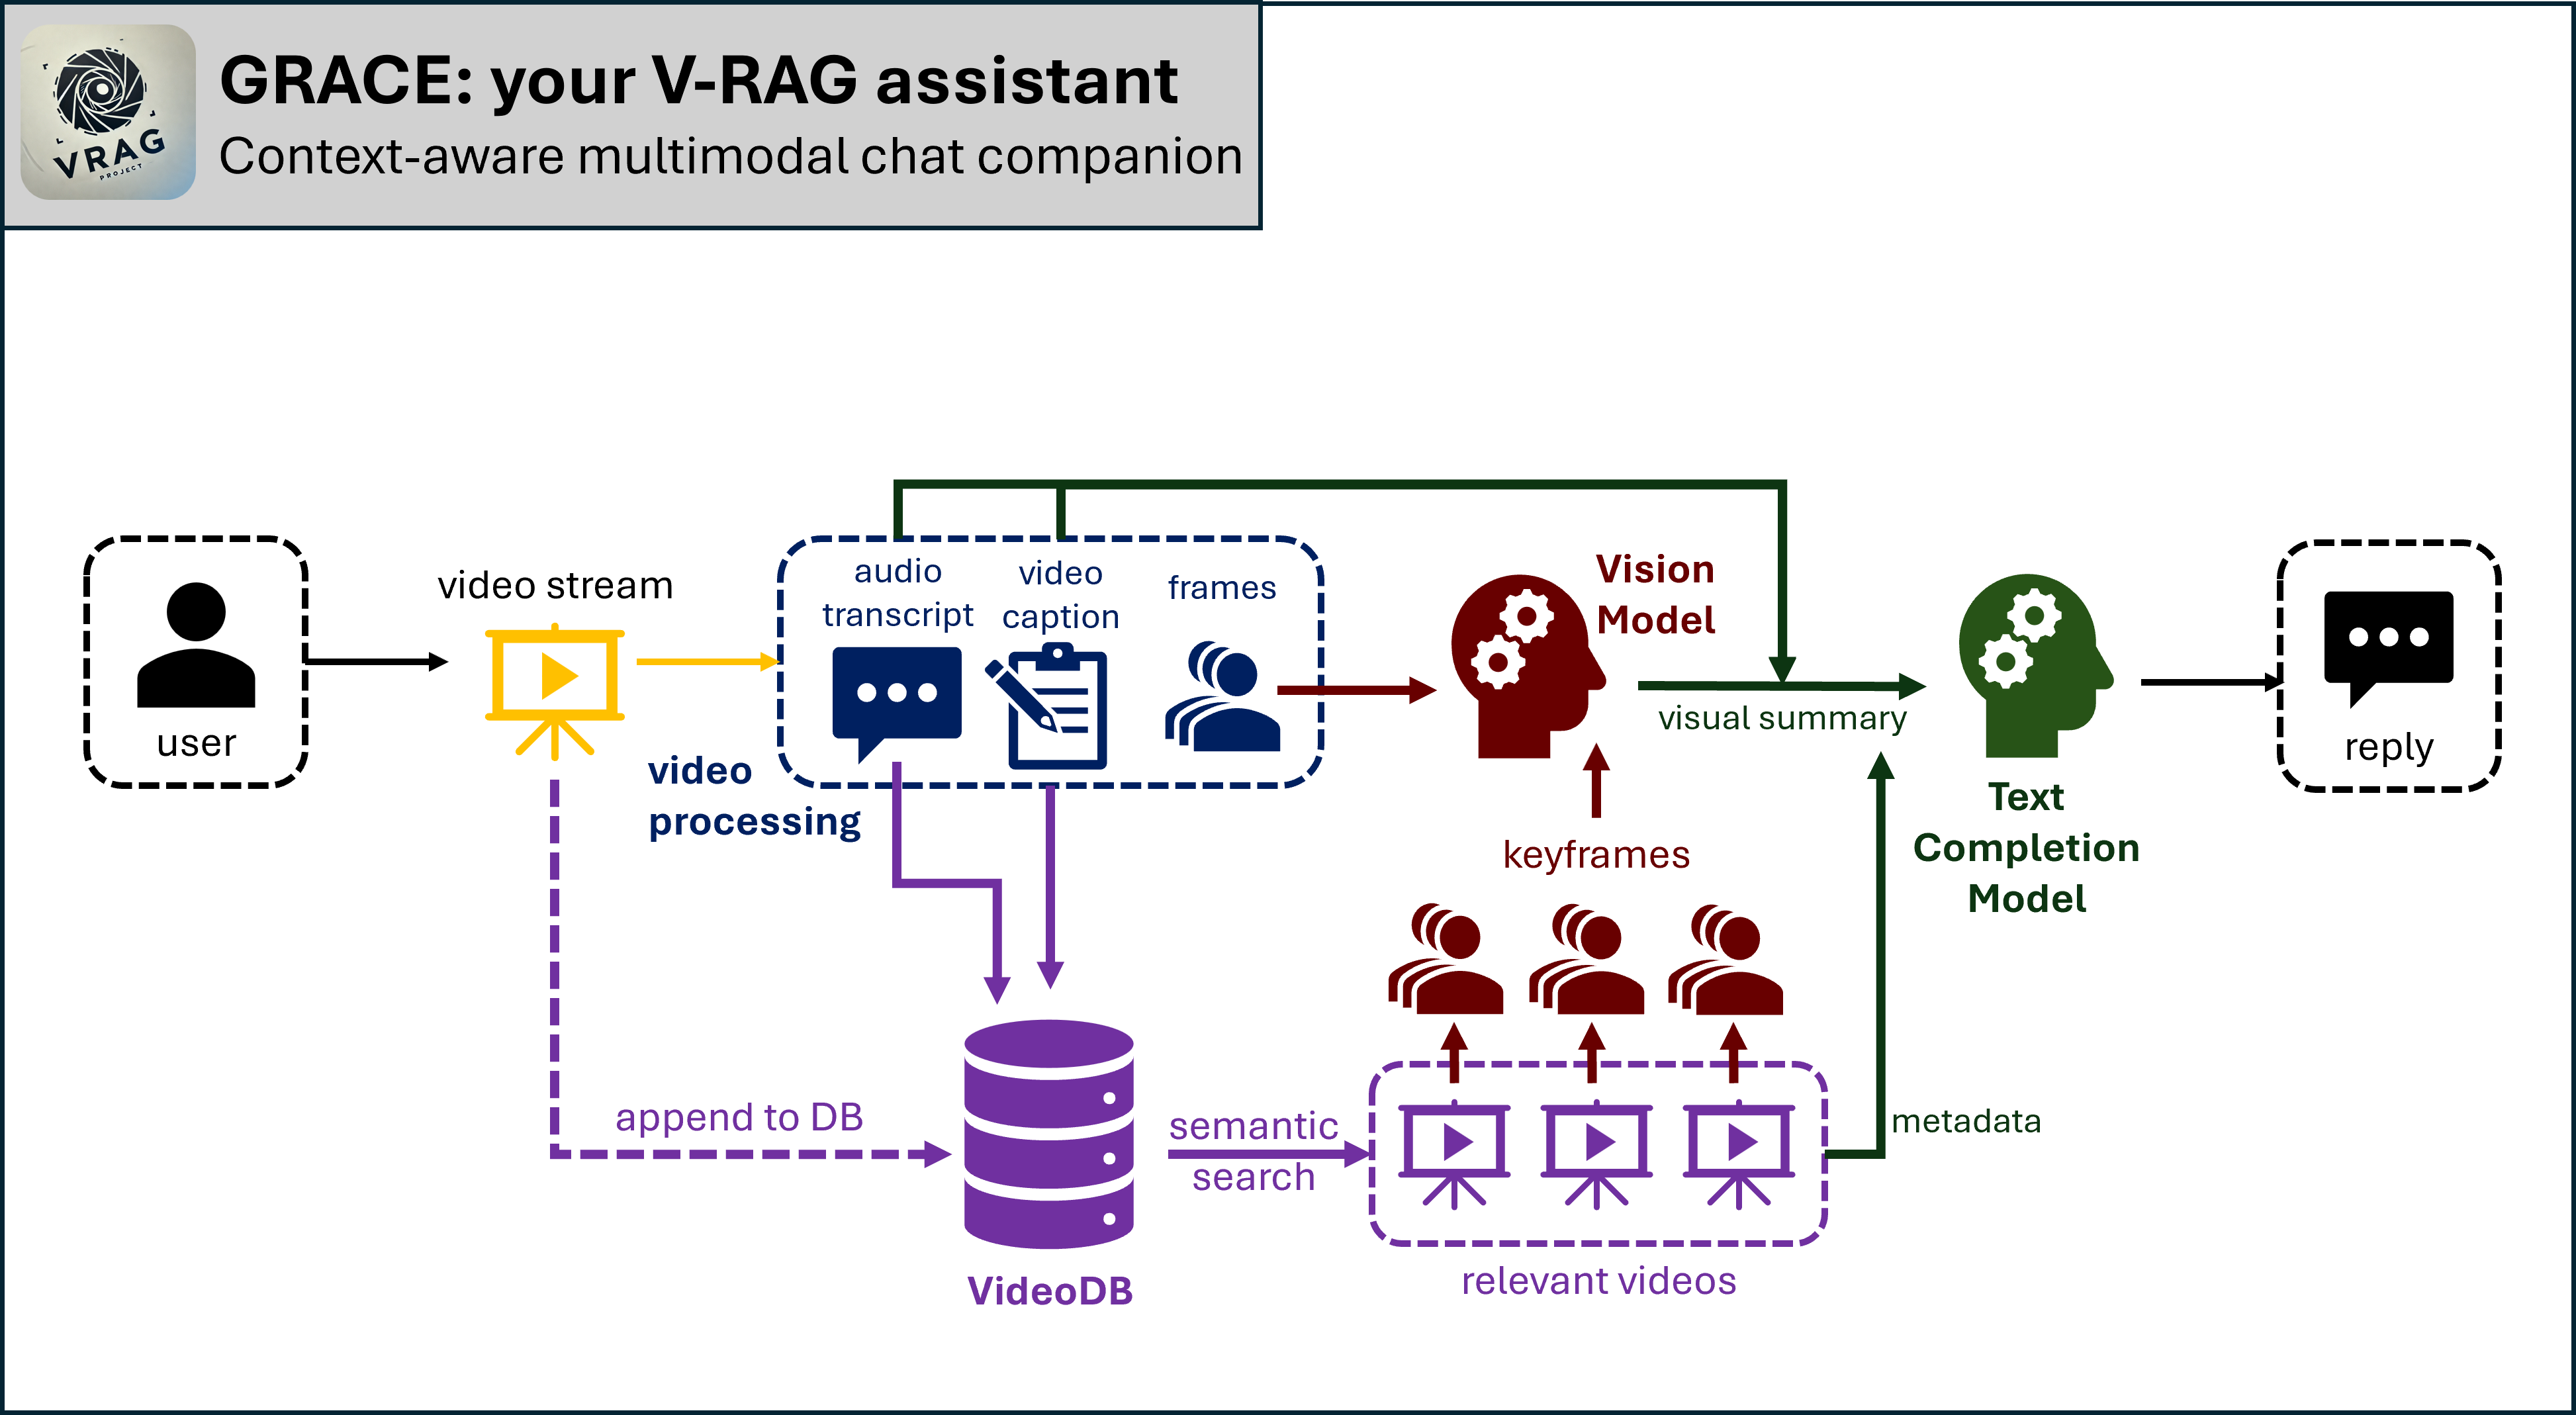 GRACE: your V-RAG assistant
Context-aware multimodal chat companion
VRAG
PROJECT
user
video stream
video
processing
audio
transcript
video
caption
frames
Vision
Model
visual summary
Text
Completion
Model
reply
keyframes
append to DB
VideoDB
semantic
search
relevant videos
metadata